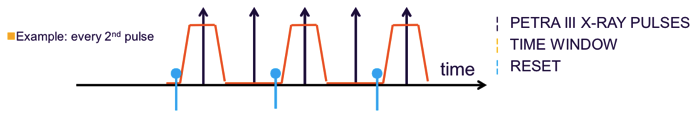 PETRA III X-RAY PULSES
Example: every 2nd pulse
TIME WINDOW
time
RESET